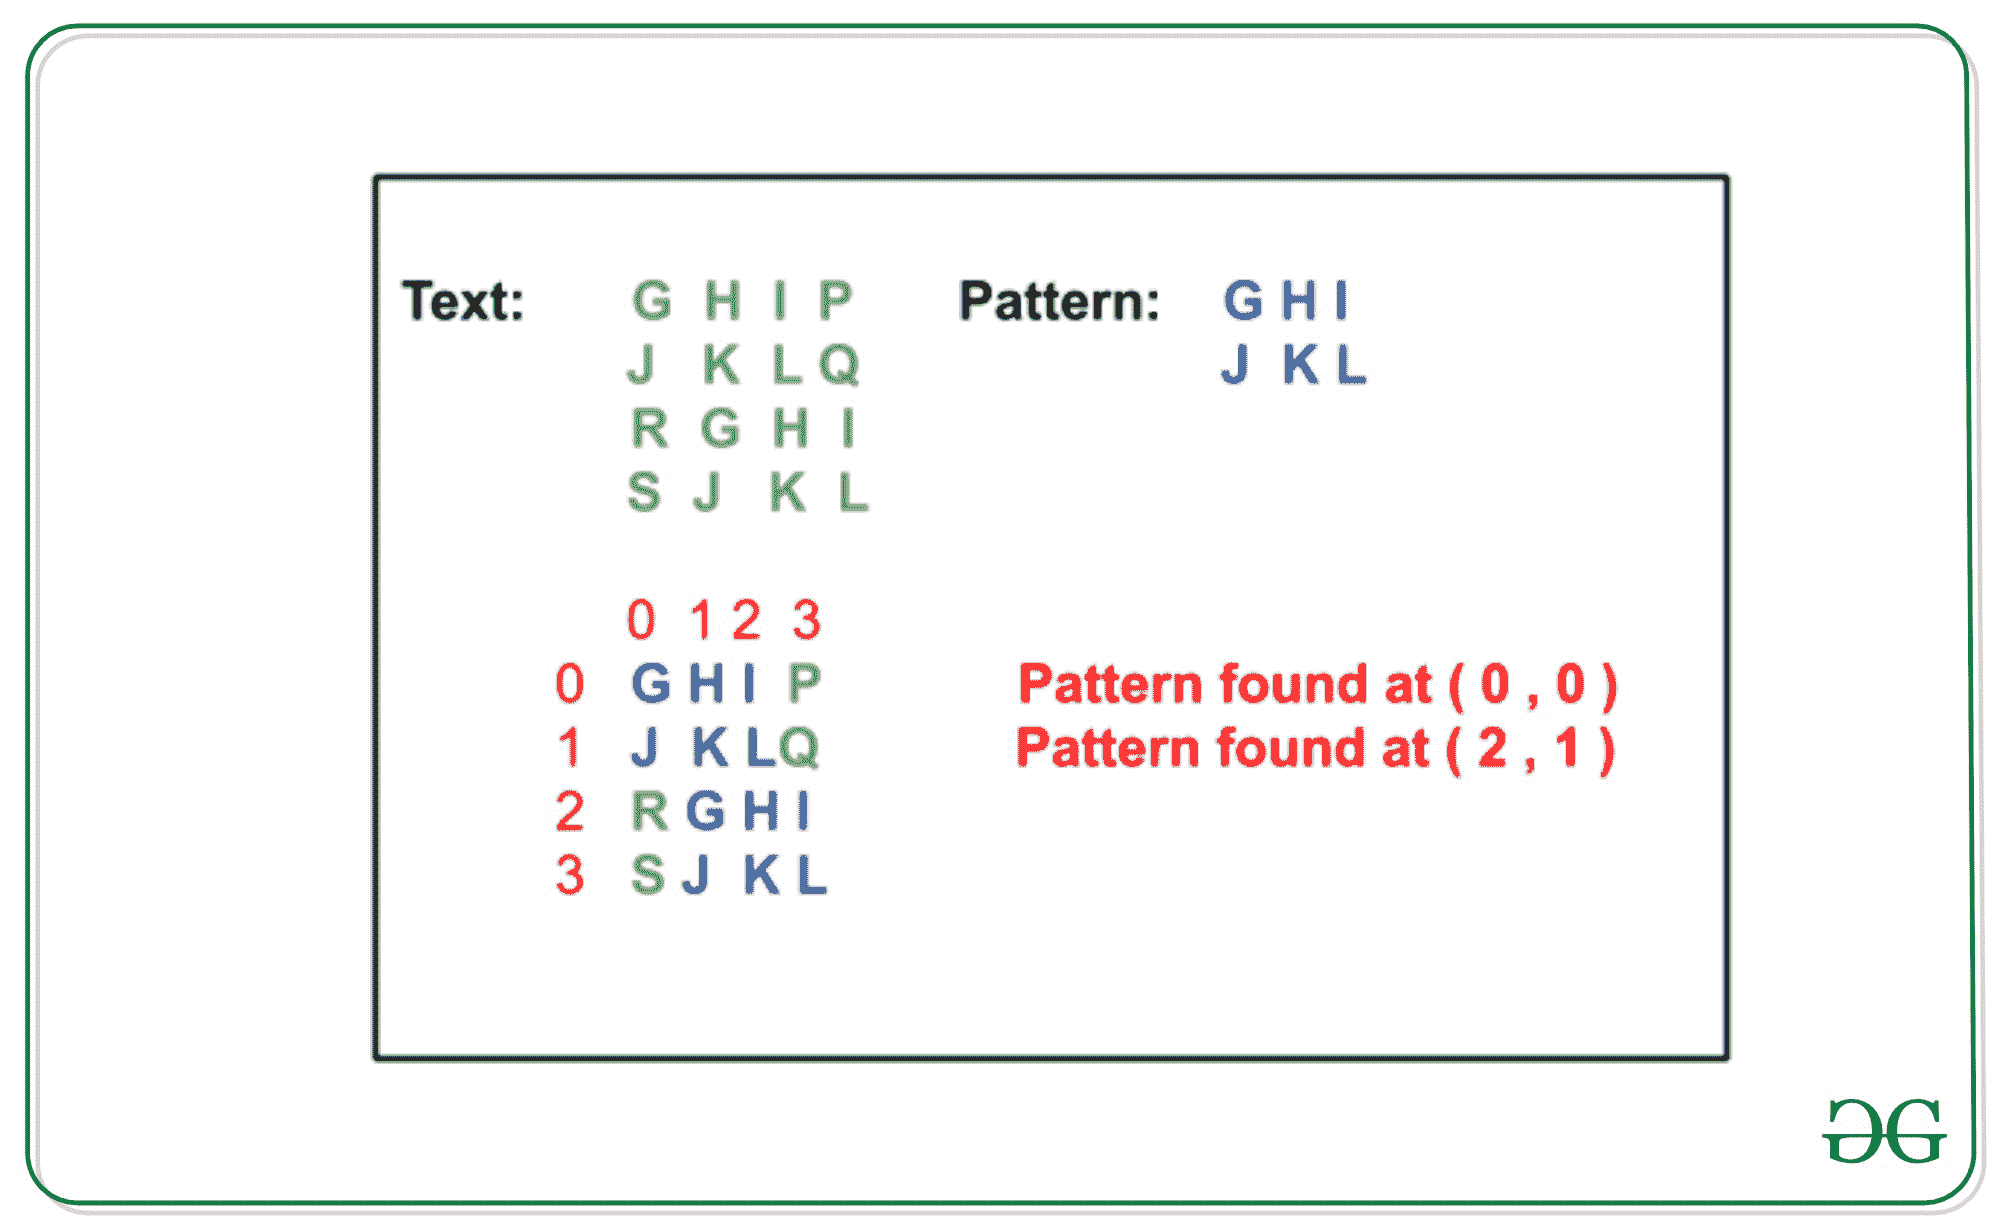 Text: G H I P Pattern: G H I
J K L Q J K L
R G H I
S J K L
0 1 2 3
0 G H I P Pattern found at ( 0 , 0 )
1 J K L Q Pattern found at ( 2 , 1 )
2 R G H I
3 S J K L